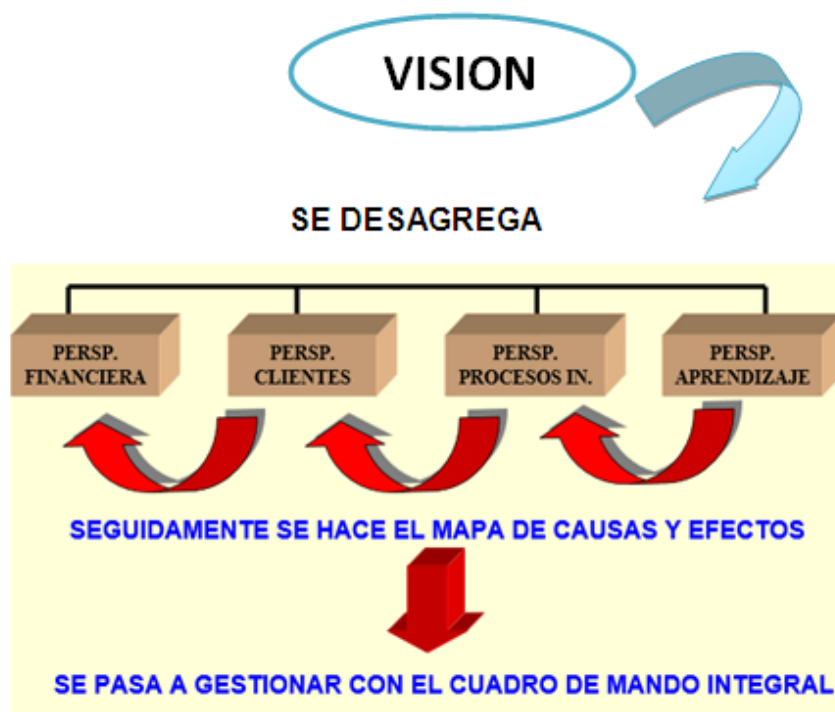 VISION
SE DESAGREGA
PERSP.
FINANCIERA
PERSP.
CLIENTES
PERSP.
PROCESOS IN.
PERSP.
APRENDIZAJE
SEGUIDAMENTE SE HACE EL MAPA DE CAUSAS Y EFECTOS
SE PASA A GESTIONAR CON EL CUADRO DE MANDO INTEGRAL